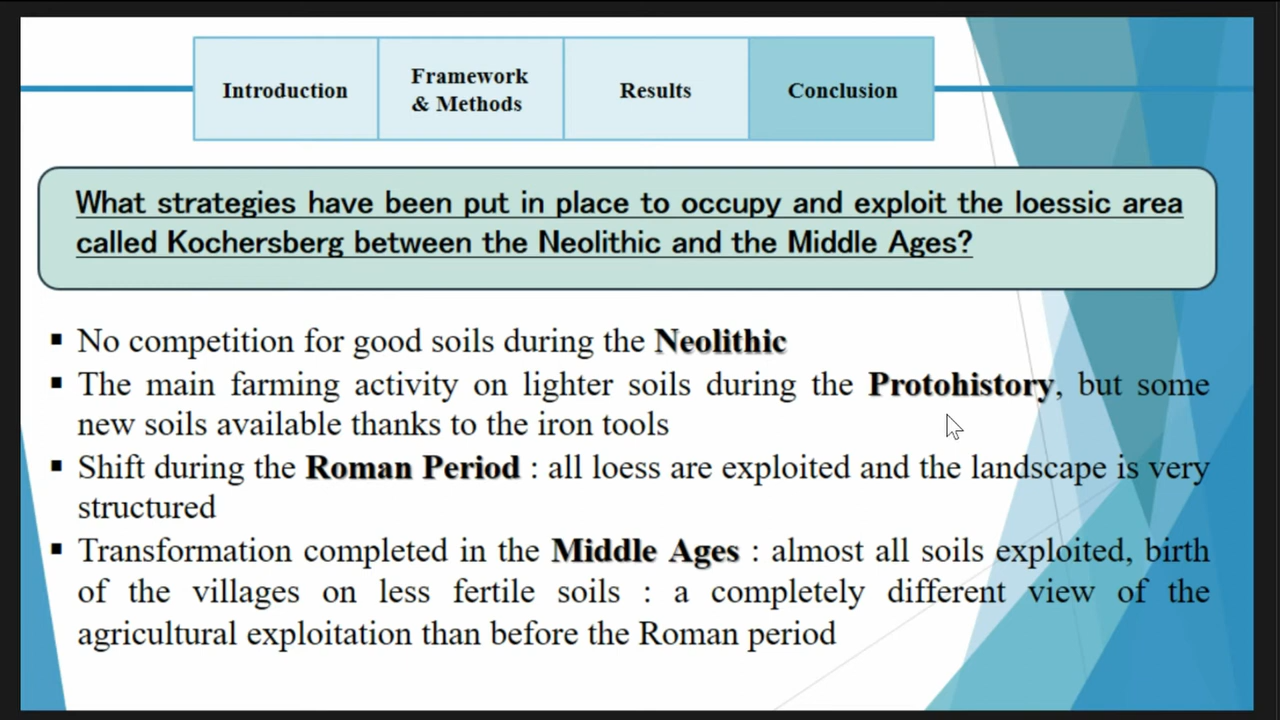 Introduction
Framework
& Methods
Results
Conclusion
What strategies have been put in place to occupy and exploit the loessic area
called Kochersberg between the Neolithic and the Middle Ages?
▪ No competition for good soils during the Neolithic
▪ The main farming activity on lighter soils during the Protohistory, but some
new soils available thanks to the iron tools
▪ Shift during the Roman Period : all loess are exploited and the landscape is very
structured
▪ Transformation completed in the Middle Ages : almost all soils exploited, birth
of the villages on less fertile soils : a completely different view of the
agricultural exploitation than before the Roman period